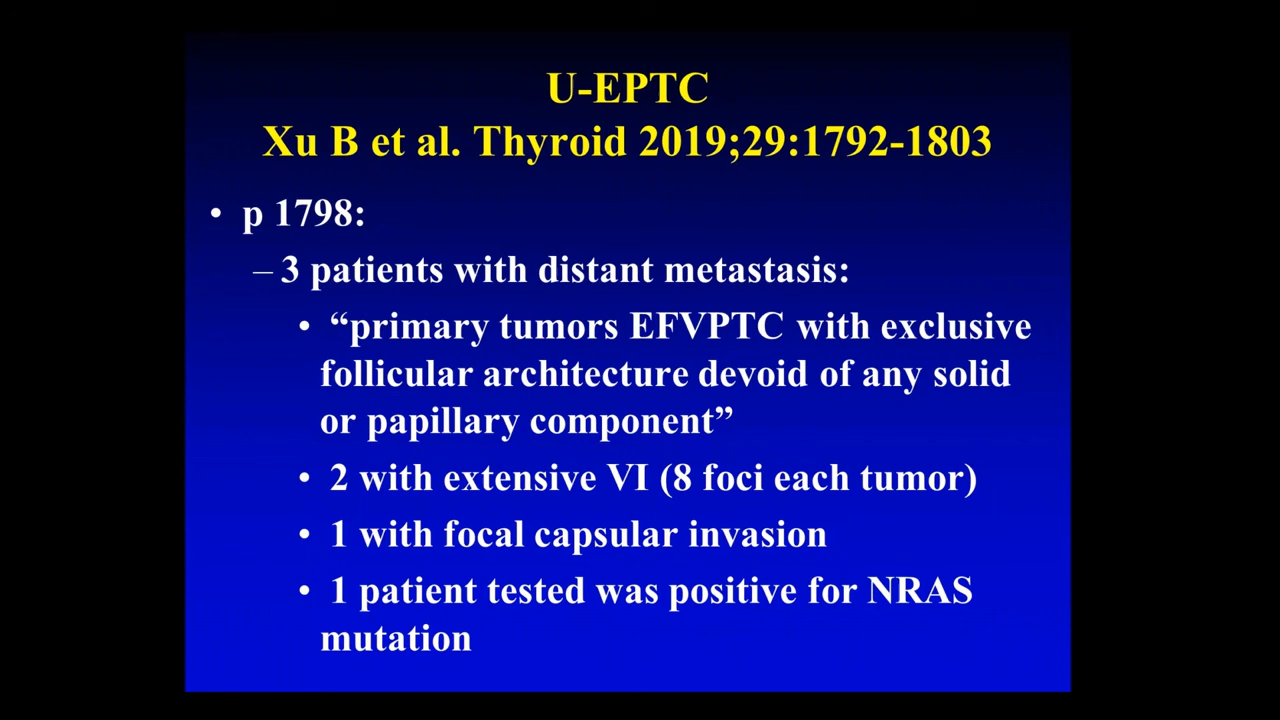 U-EPTC
Xu B et al. Thyroid 2019;29:1792-1803
• p 1798:
– 3 patients with distant metastasis:
• “primary tumors EFVPTC with exclusive
follicular architecture devoid of any solid
or papillary component”
• 2 with extensive VI (8 foci each tumor)
• 1 with focal capsular invasion
• 1 patient tested was positive for NRAS
mutation